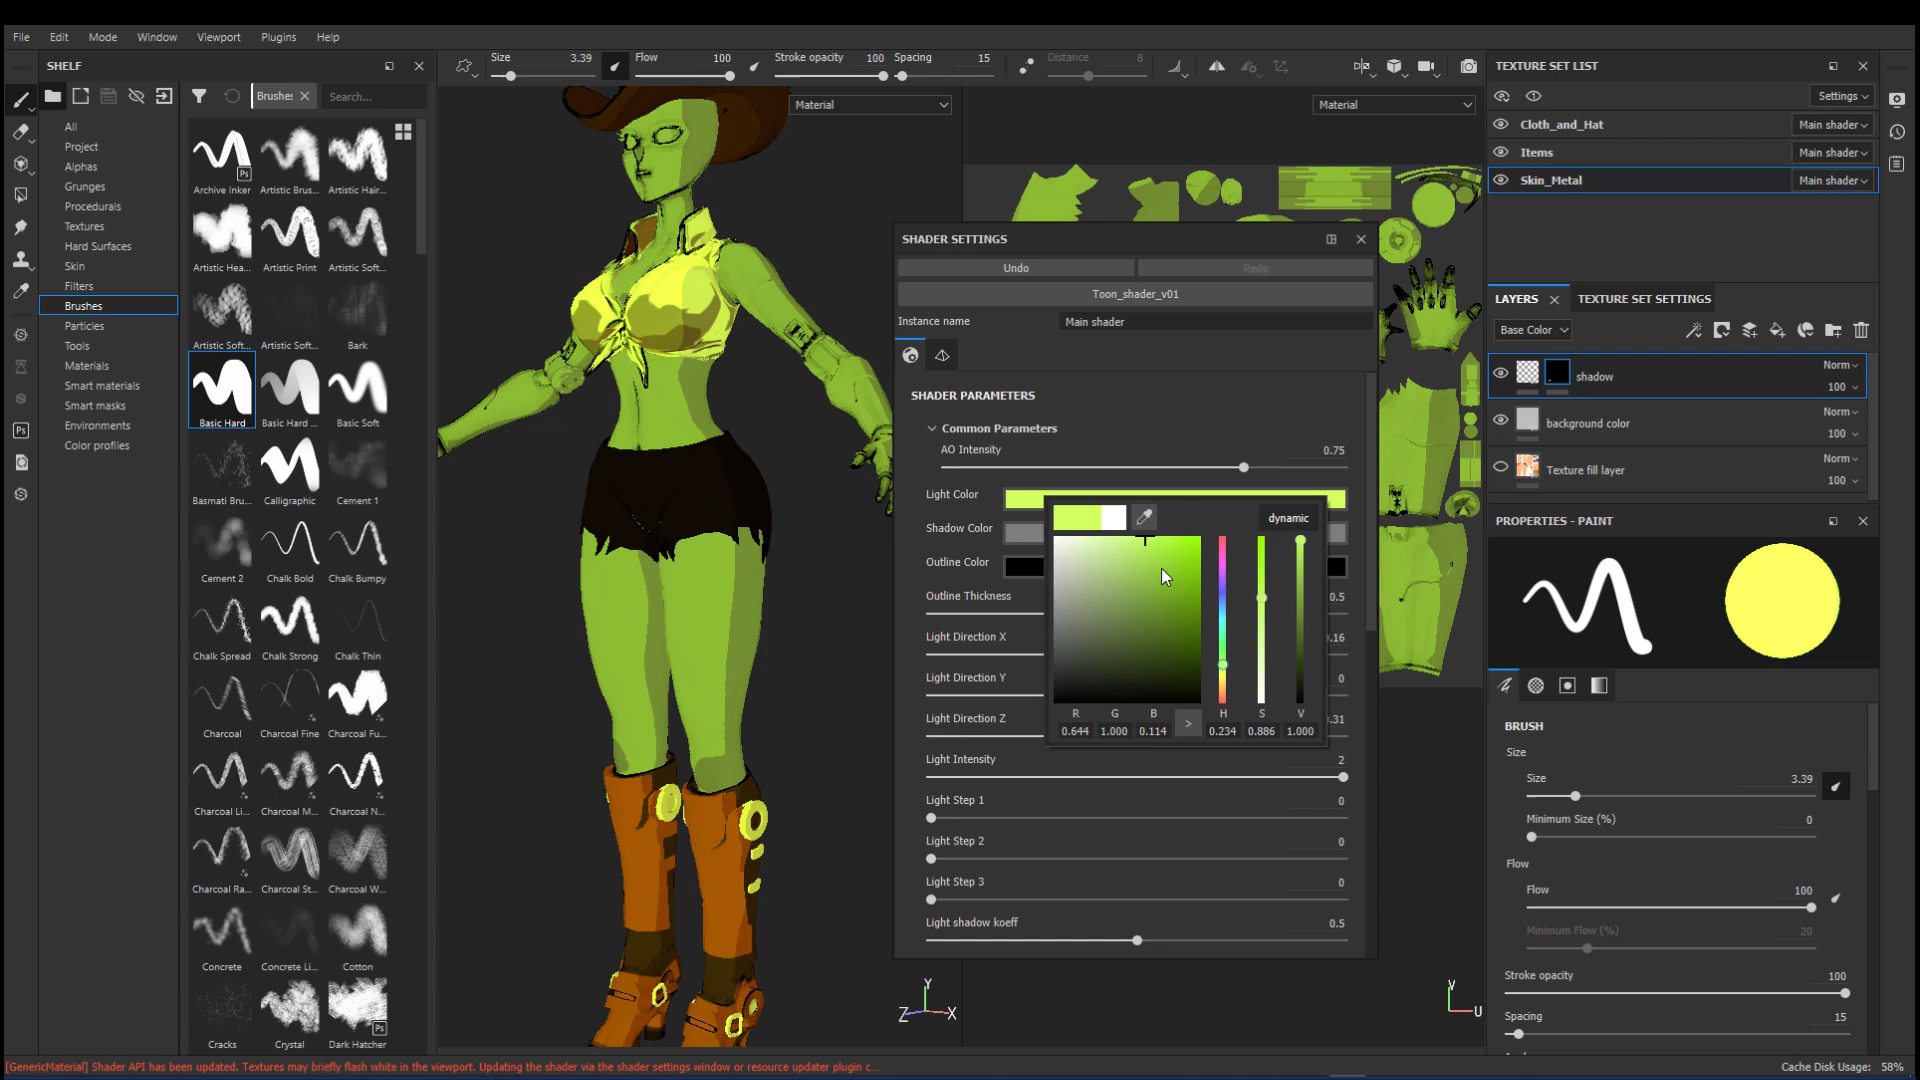 File Edit Mode Window Viewport Plugins Help
SHELF
Brushes
Search...
All
Project
Alphas
Grunges
Procedurals
Textures
Hard Surfaces
Skin
Filters
Brushes
Particles
Tools
Materials
Smart materials
Smart masks
Environments
Color profiles
Archive Inker Artistic Brus... Artistic Hair...
Artistic Hea... Artistic Print Artistic Soft...
Artistic Soft... Artistic Soft... Bark
Basic Hard Basic Hard ... Basic Soft
Basmati Bru... Calligraphic Cement 1
Cement 2 Chalk Bold Chalk Bumpy
Chalk Spread Chalk Strong Chalk Thin
Charcoal Charcoal Fine Charcoal Fu...
Charcoal Li... Charcoal M... Charcoal N...
Charcoal Ra... Charcoal St... Charcoal W...
Concrete Concrete Li... Cotton
Cracks Crystal Dark Hatcher
Ps
Ps
Ps
Size 3.39 Flow 100 Stroke opacity 100 Spacing 15 Distance 8
Material
Material
SHADER SETTINGS
Undo Redo
Toon_shader_v01
Instance name Main shader
SHADER PARAMETERS
Common Parameters
AO Intensity 0.75
Light Color
Shadow Color
Outline Color
Outline Thickness 0.5
Light Direction X .16
Light Direction Y 0
Light Direction Z .31
Light Intensity 2
Light Step 1 0
Light Step 2 0
Light Step 3 0
Light shadow koeff 0.5
dynamic
R G B > H S V
0.644 1.000 0.114 0.234 0.886 1.000
Y
Z X
V
U
TEXTURE SET LIST
Settings
Cloth_and_Hat Main shader
Items Main shader
Skin_Metal Main shader
LAYERS TEXTURE SET SETTINGS
Base Color
shadow Norm
100
background color Norm
100
Texture fill layer Norm
100
PROPERTIES - PAINT
BRUSH
Size
Size 3.39
Minimum Size (%) 0
Flow
Flow 100
Minimum Flow (%) 20
Stroke opacity 100
Spacing 15
[GenericMaterial] Shader API has been updated. Textures may briefly flash white in the viewport. Updating the shader via the shader settings window or resource updater plugin c...
Cache Disk Usage: 58%